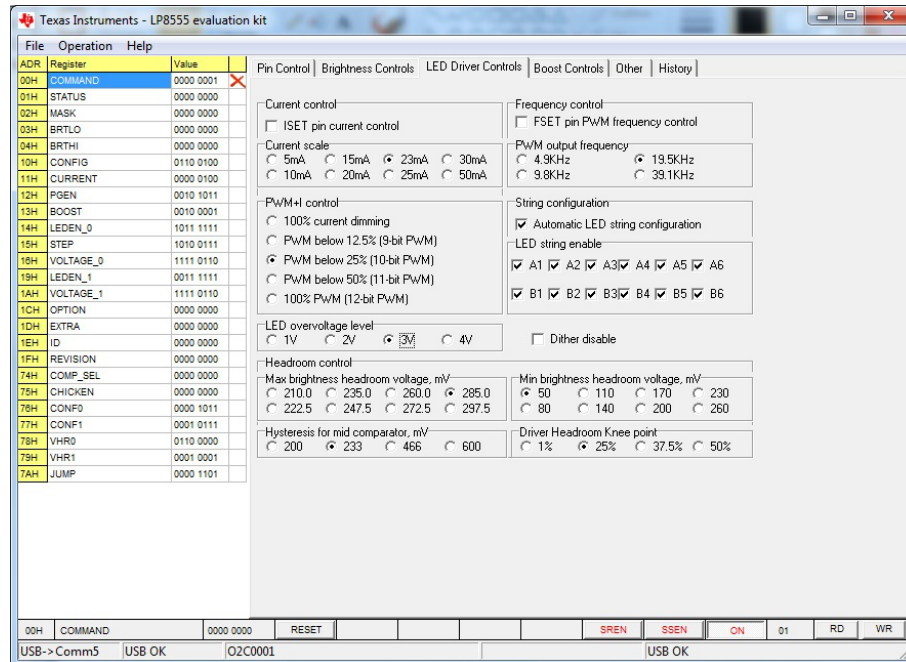 Texas Instruments - LP8555 evaluation kit
File Operation Help
ADR Register Value
00H COMMAND 0000 0001
01H STATUS 0000 0000
02H MASK 0000 0000
03H BRTLO 0000 0000
04H BRTHI 0000 0000
10H CONFIG 0110 0100
11H CURRENT 0000 0100
12H PGEN 0010 1011
13H BOOST 0010 0001
14H LEDEN_0 1011 1111
15H STEP 1010 0111
16H VOLTAGE_0 1111 0110
19H LEDEN_1 0011 1111
1AH VOLTAGE_1 1111 0110
1CH OPTION 0000 0000
1DH EXTRA 0000 0000
1EH ID 0000 0000
1FH REVISION 0000 0000
74H COMP_SEL 0000 0000
75H CHICKEN 0000 0000
76H CONF0 0000 1011
77H CONF1 0001 0111
78H VHR0 0110 0000
79H VHR1 0001 0001
7AH JUMP 0000 1101
Pin Control Brightness Controls LED Driver Controls Boost Controls Other History
Current control
ISET pin current control
Current scale
5mA 15mA 23mA 30mA
10mA 20mA 25mA 50mA
PWM+I control
100% current dimming
PWM below 12.5% (9-bit PWM)
PWM below 25% (10-bit PWM)
PWM below 50% (11-bit PWM)
100% PWM (12-bit PWM)
LED overvoltage level
1V 2V 3V 4V
Frequency control
FSET pin PWM frequency control
PWM output frequency
4.9KHz 19.5KHz
9.8KHz 39.1KHz
String configuration
Automatic LED string configuration
LED string enable
A1 A2 A3 A4 A5 A6
B1 B2 B3 B4 B5 B6
Dither disable
Headroom control
Max brightness headroom voltage, mV
210.0 235.0 260.0 285.0
222.5 247.5 272.5 297.5
Min brightness headroom voltage, mV
50 110 170 230
80 140 200 260
Hysteresis for mid comparator, mV
200 233 466 600
Driver Headroom Knee point
1% 25% 37.5% 50%
00H COMMAND 0000 0000 RESET SREN SSEN ON 01 RD WR
USB->Comm5 USB OK O2C0001 USB OK